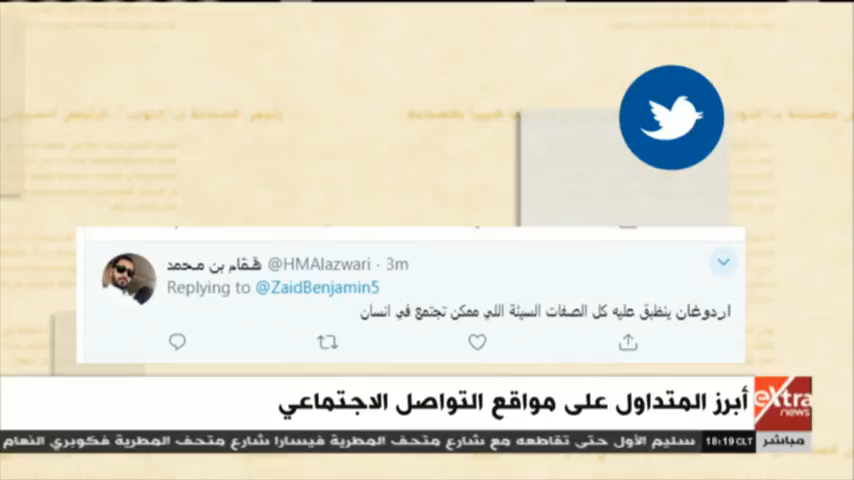 همّام بن محمد @HMAlazwari · 3m
Replying to @ZaidBenjamin5
اردوغان ينطبق عليه كل الصفات السيئة اللي ممكن تجتمع في انسان
أبرز المتداول على مواقع التواصل الاجتماعي
eXtra
news
مباشر
18:19 CLT
سليم الأول حتى تقاطعه مع شارع متحف المطرية فيسارا شارع متحف المطرية فكوبري النعام